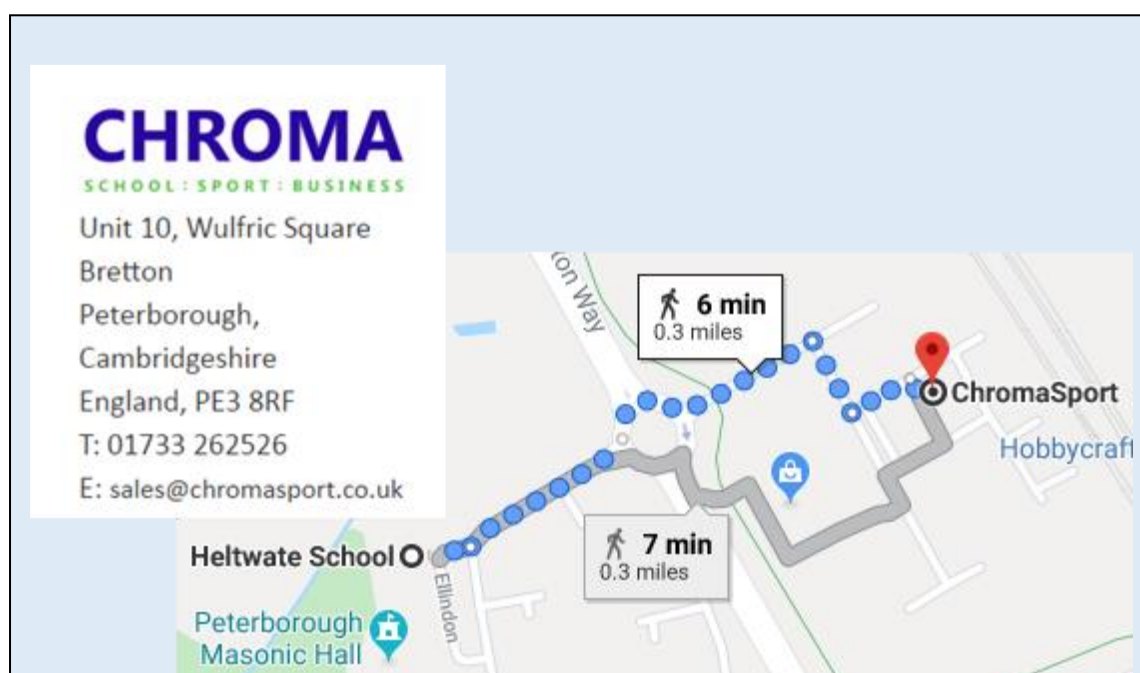 CHROMA
SCHOOL : SPORT : BUSINESS
Unit 10, Wulfric Square
Bretton
Peterborough,
Cambridgeshire
England, PE3 8RF
T: 01733 262526
E: sales@chromasport.co.uk
ton Way
6 min
0.3 miles
ChromaSport
Hobbycraft
7 min
0.3 miles
Heltwate School
Ellindon
Peterborough
Masonic Hall